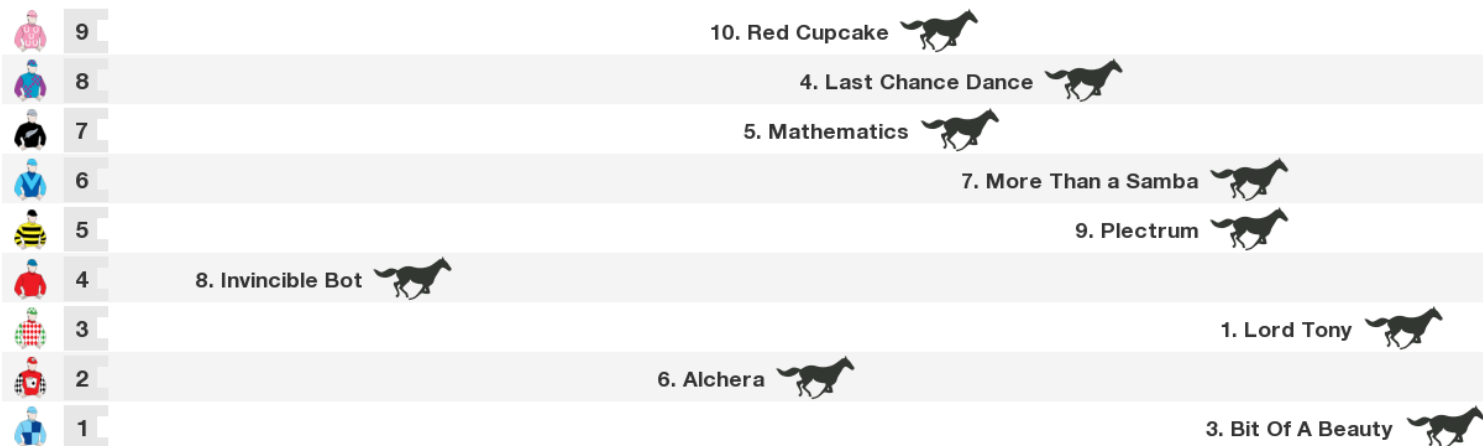 9 10. Red Cupcake
8 4. Last Chance Dance
7 5. Mathematics
6 7. More Than a Samba
5 9. Plectrum
4 8. Invincible Bot
3 1. Lord Tony
2 6. Alchera
1 3. Bit Of A Beauty